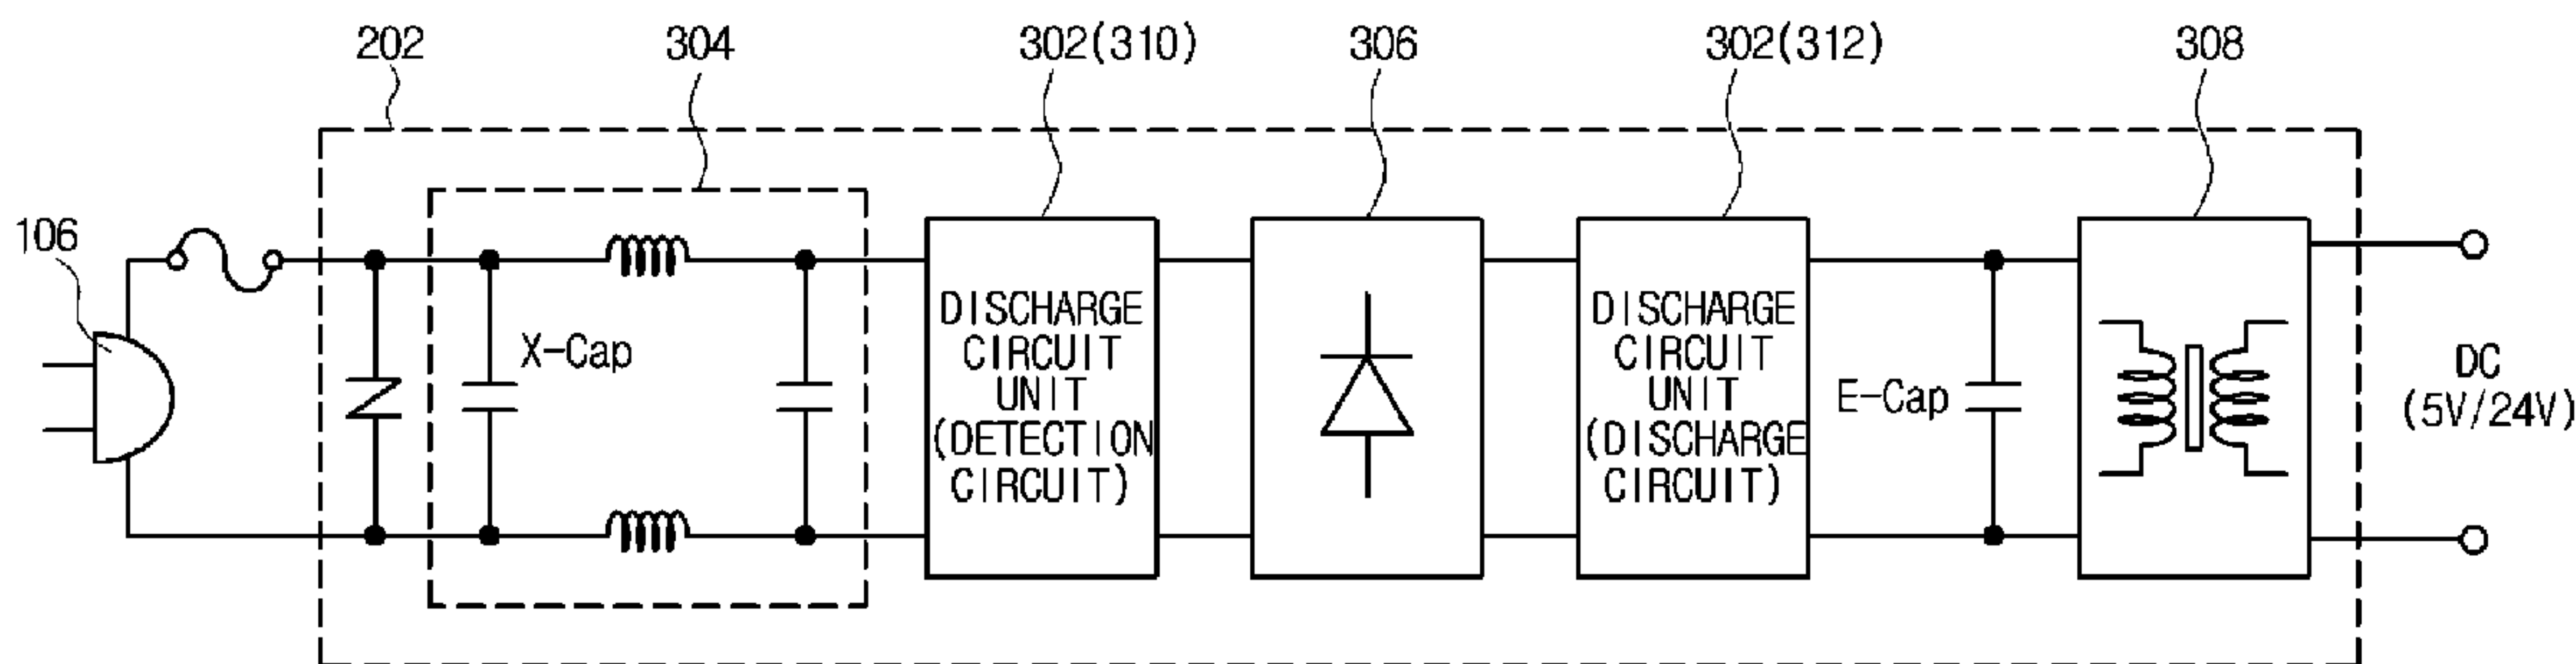 202
304
302(310)
306
302(312)
308
106
X-Cap
DISCHARGE
CIRCUIT
UNIT
(DETECTION
CIRCUIT)
DISCHARGE
CIRCUIT
UNIT
(DISCHARGE
CIRCUIT)
E-Cap
DC
(5V/24V)